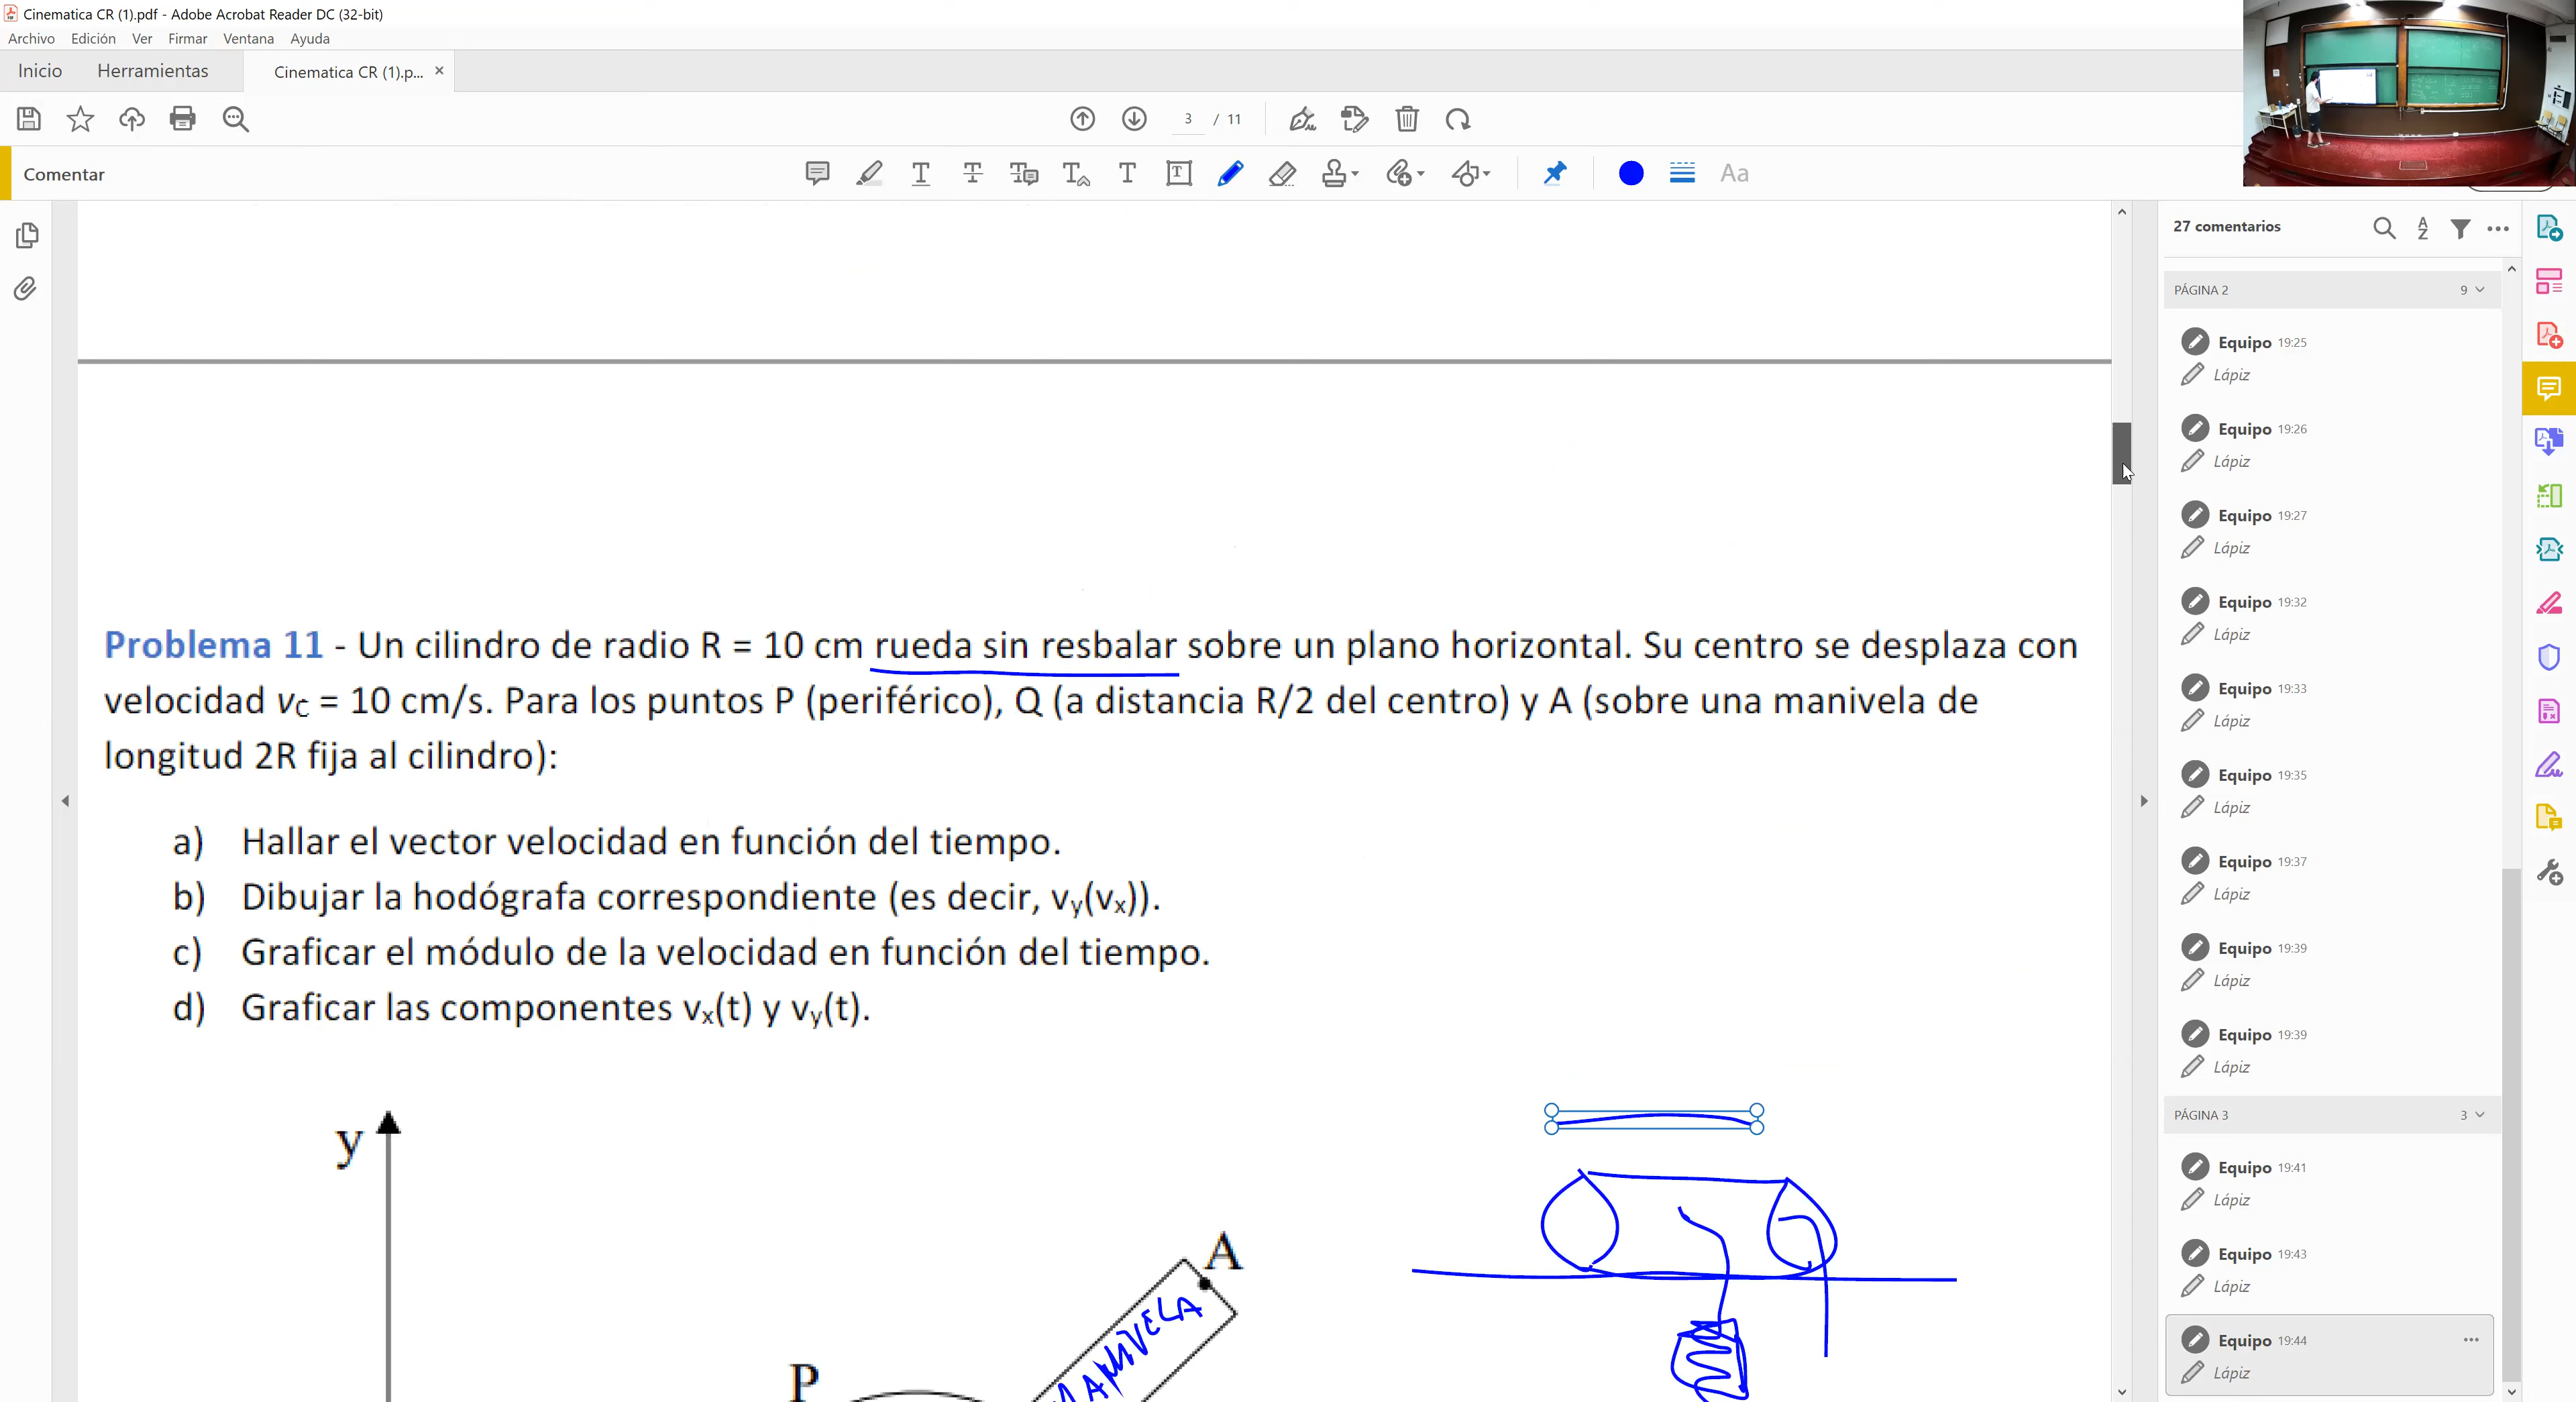 Cinematica CR (1).pdf - Adobe Acrobat Reader DC (32-bit)
Archivo Edición Ver Firmar Ventana Ayuda
Inicio Herramientas Cinematica CR (1).p... ×
3 / 11
Comentar
Aa
27 comentarios
PÁGINA 2 9
Equipo 19:25
Lápiz
Equipo 19:26
Lápiz
Equipo 19:27
Lápiz
Equipo 19:32
Lápiz
Equipo 19:33
Lápiz
Equipo 19:35
Lápiz
Equipo 19:37
Lápiz
Equipo 19:39
Lápiz
Equipo 19:39
Lápiz
PÁGINA 3 3
Equipo 19:41
Lápiz
Equipo 19:43
Lápiz
Equipo 19:44
Lápiz
Problema 11 - Un cilindro de radio R = 10 cm rueda sin resbalar sobre un plano horizontal. Su centro se desplaza con
velocidad vC = 10 cm/s. Para los puntos P (periférico), Q (a distancia R/2 del centro) y A (sobre una manivela de
longitud 2R fija al cilindro):
a) Hallar el vector velocidad en función del tiempo.
b) Dibujar la hodógrafa correspondiente (es decir, vy(vx)).
c) Graficar el módulo de la velocidad en función del tiempo.
d) Graficar las componentes vx(t) y vy(t).
y
A
MANIVELA
P